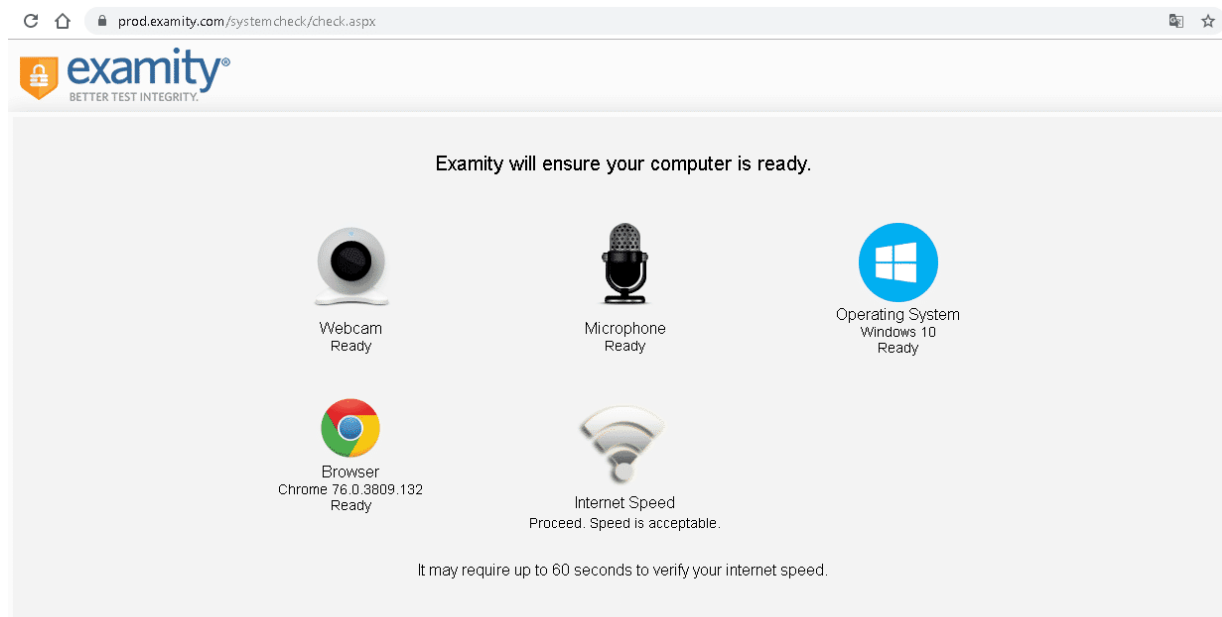 prod.examity.com/systemcheck/check.aspx
examity®
BETTER TEST INTEGRITY.
Examity will ensure your computer is ready.
Webcam
Ready
Microphone
Ready
Operating System
Windows 10
Ready
Browser
Chrome 76.0.3809.132
Ready
Internet Speed
Proceed. Speed is acceptable.
It may require up to 60 seconds to verify your internet speed.